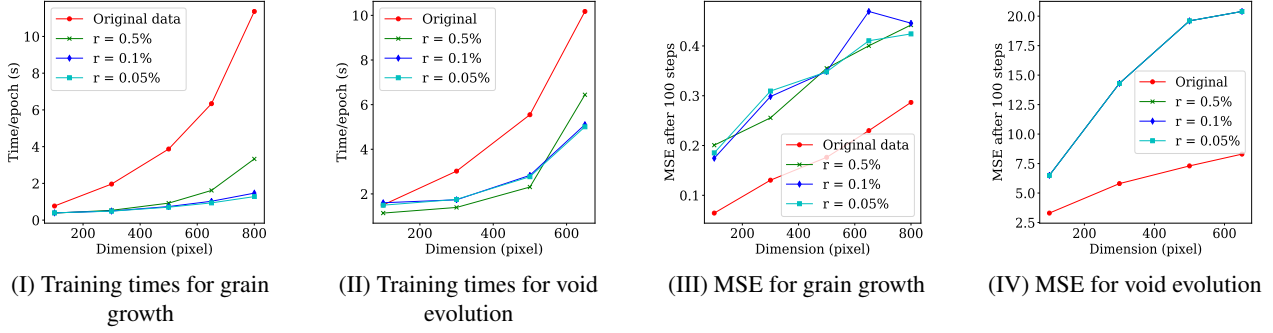 Time/epoch (s)
10
8
6
4
2
0
200
400
600
800
Dimension (pixel)
Original data
r = 0.5%
r = 0.1%
r = 0.05%
(I) Training times for grain
growth
Time/epoch (s)
10
8
6
4
2
200
400
600
Dimension (pixel)
Original data
r = 0.5%
r = 0.1%
r = 0.05%
(II) Training times for void
evolution
MSE after 100 steps
0.4
0.3
0.2
0.1
200
400
600
800
Dimension (pixel)
Original data
r = 0.5%
r = 0.1%
r = 0.05%
(III) MSE for grain growth
MSE after 100 steps
20.0
17.5
15.0
12.5
10.0
7.5
5.0
2.5
200
400
600
Dimension (pixel)
Original
r = 0.5%
r = 0.1%
r = 0.05%
(IV) MSE for void evolution